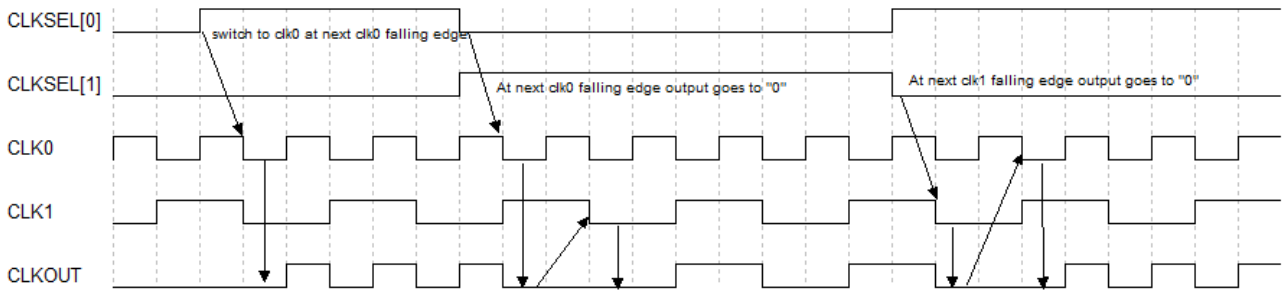 CLKSEL[0]
switch to clk0 at next clk0 falling edge
CLKSEL[1]
At next clk0 falling edge output goes to "0"
At next clk1 falling edge output goes to "0"
CLK0
CLK1
CLKOUT